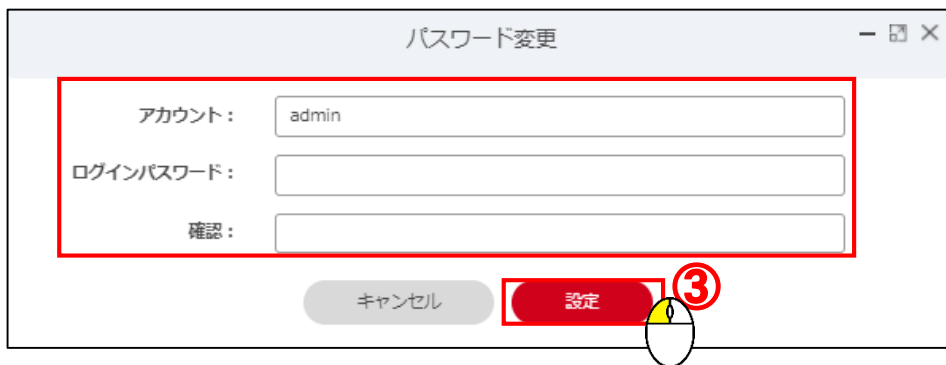 パスワード変更
アカウント： admin
ログインパスワード：
確認：
キャンセル 設定 ③